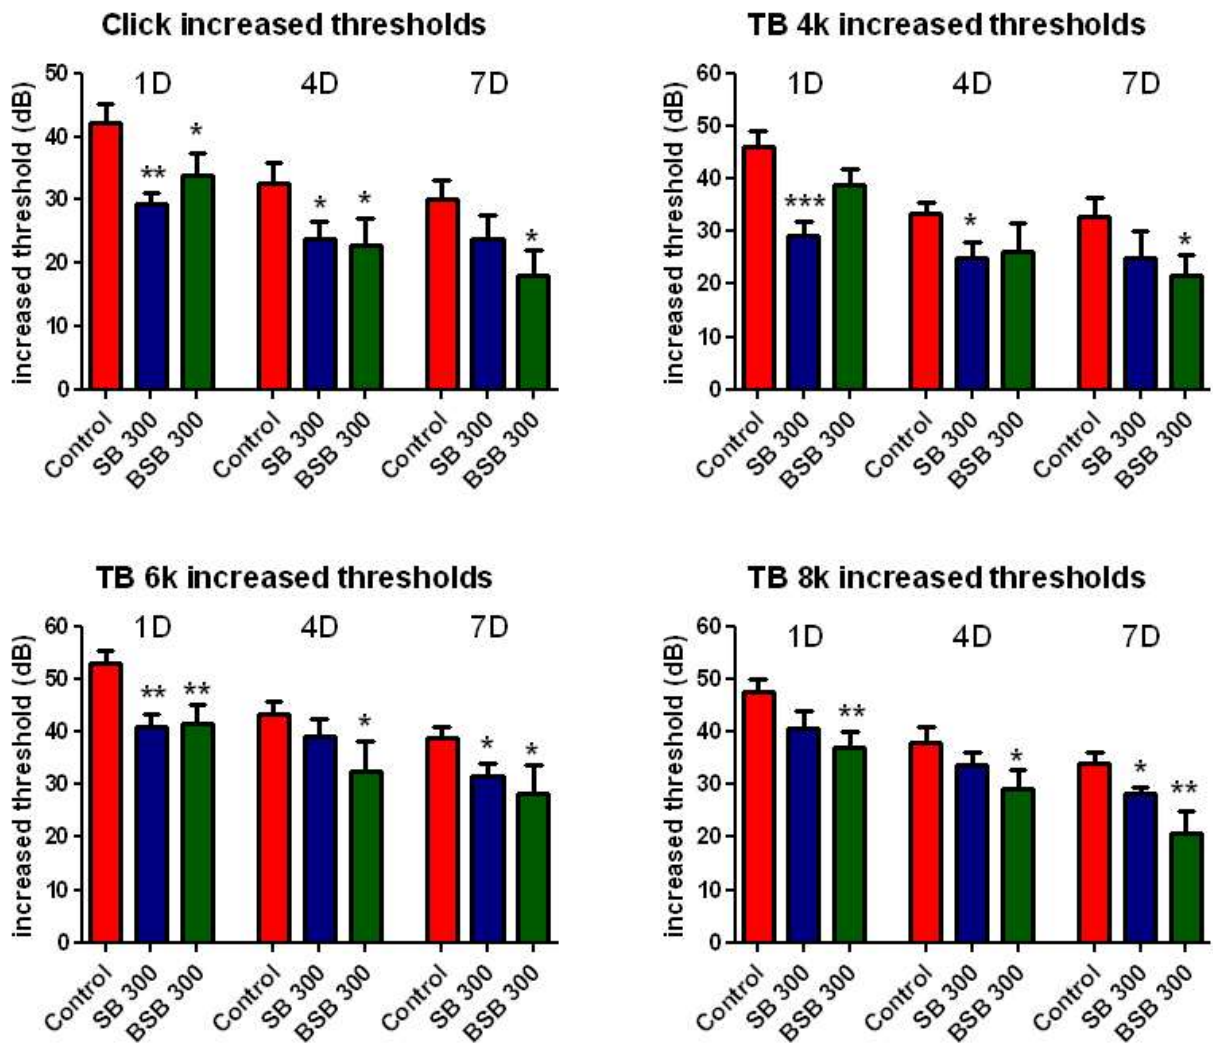 Click increased thresholds
increased threshold (dB)
50
40
30
20
10
0
1D
4D
7D
*
**
*
*
*
Control
SB 300
BSB 300
Control
SB 300
BSB 300
Control
SB 300
BSB 300
TB 4k increased thresholds
increased threshold (dB)
60
50
40
30
20
10
0
1D
4D
7D
***
*
*
Control
SB 300
BSB 300
Control
SB 300
BSB 300
Control
SB 300
BSB 300
TB 6k increased thresholds
increased threshold (dB)
60
50
40
30
20
10
0
1D
4D
7D
**
**
*
*
*
Control
SB 300
BSB 300
Control
SB 300
BSB 300
Control
SB 300
BSB 300
TB 8k increased thresholds
increased threshold (dB)
60
50
40
30
20
10
0
1D
4D
7D
**
*
*
**
Control
SB 300
BSB 300
Control
SB 300
BSB 300
Control
SB 300
BSB 300